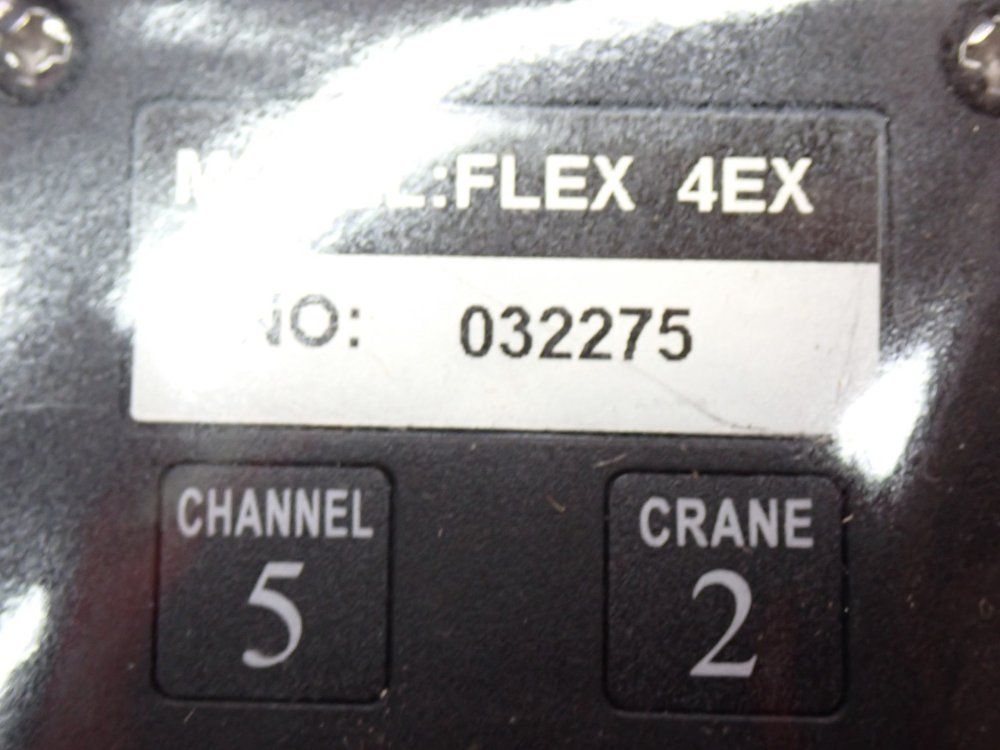 FLEX 4EX
NO: 032275
CHANNEL
5
CRANE
2